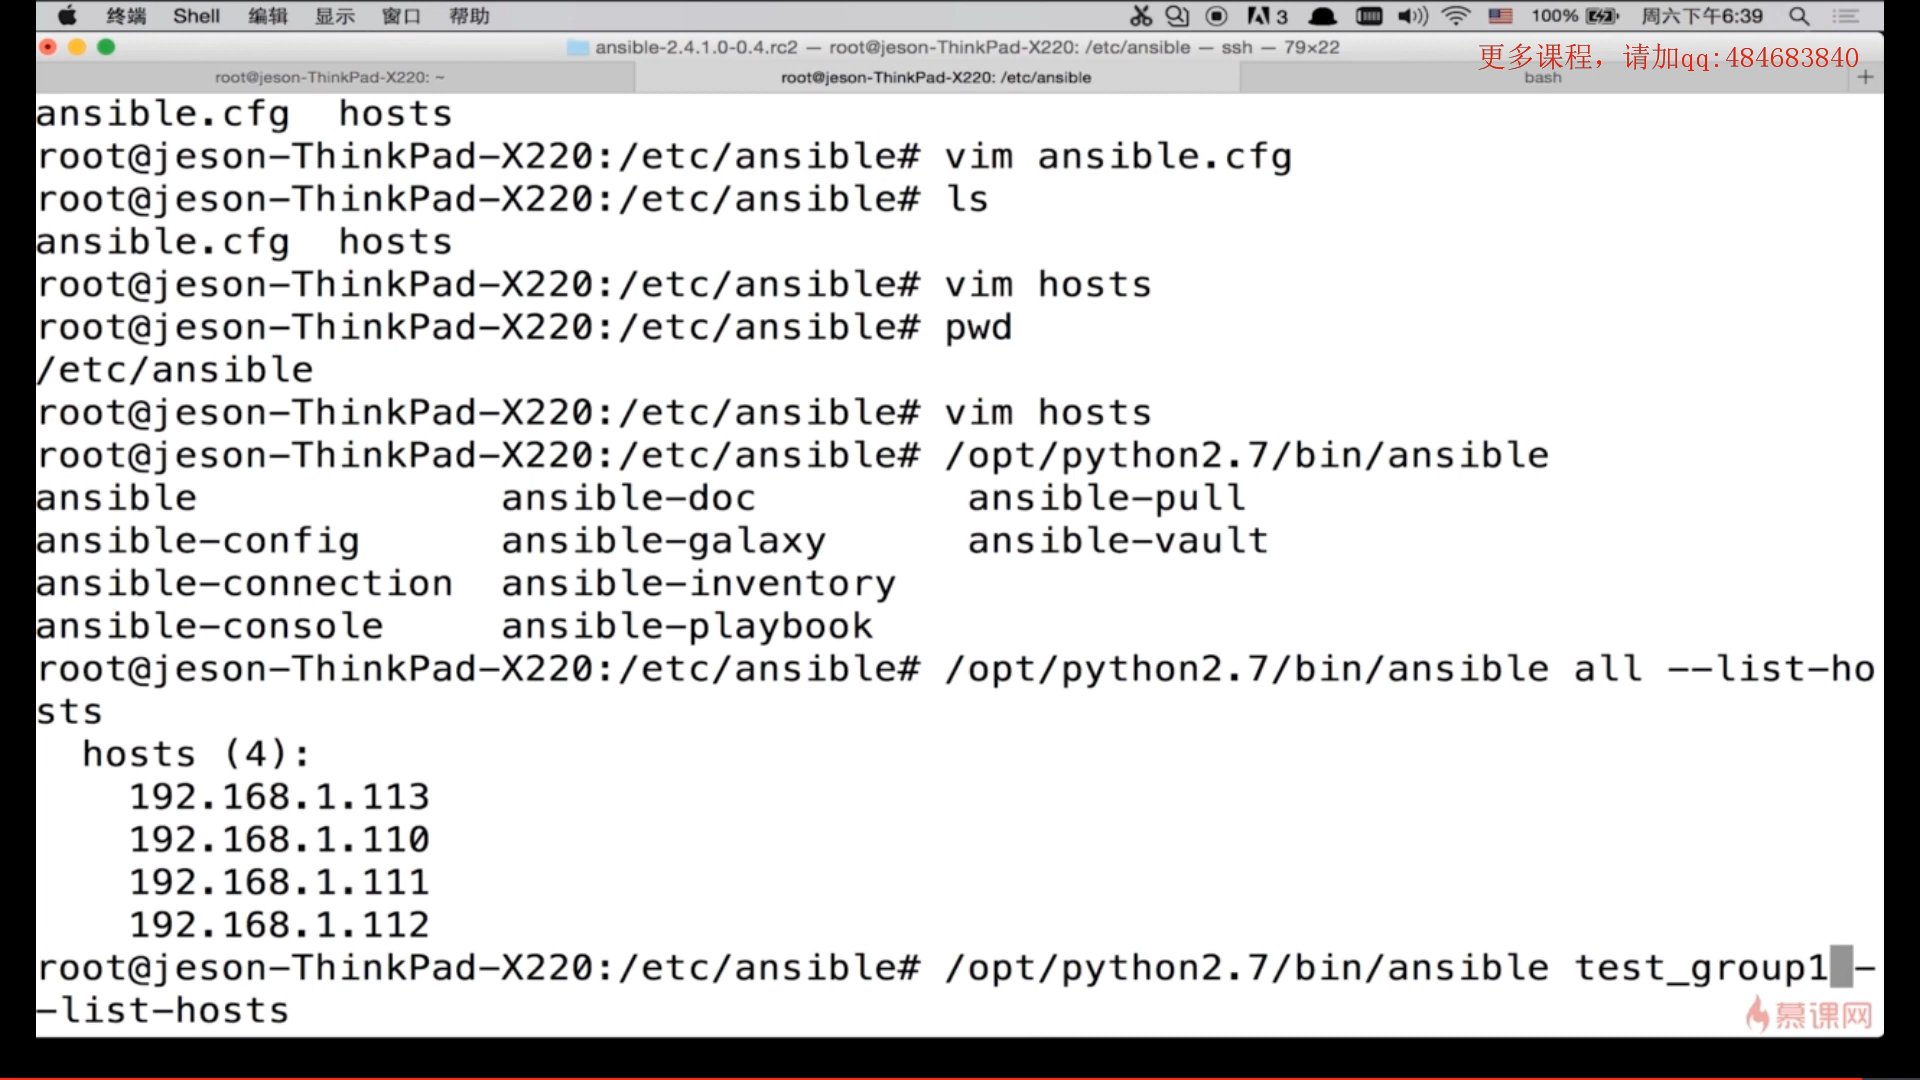 终端 Shell 编辑 显示 窗口 帮助 3 100% 周六下午6:39
ansible-2.4.1.0-0.4.rc2 — root@jeson-ThinkPad-X220: /etc/ansible — ssh — 79×22
更多课程，请加qq:484683840
root@jeson-ThinkPad-X220: ~ root@jeson-ThinkPad-X220: /etc/ansible bash +
ansible.cfg  hosts
root@jeson-ThinkPad-X220:/etc/ansible# vim ansible.cfg
root@jeson-ThinkPad-X220:/etc/ansible# ls
ansible.cfg  hosts
root@jeson-ThinkPad-X220:/etc/ansible# vim hosts
root@jeson-ThinkPad-X220:/etc/ansible# pwd
/etc/ansible
root@jeson-ThinkPad-X220:/etc/ansible# vim hosts
root@jeson-ThinkPad-X220:/etc/ansible# /opt/python2.7/bin/ansible
ansible             ansible-doc         ansible-pull
ansible-config      ansible-galaxy      ansible-vault
ansible-connection  ansible-inventory
ansible-console     ansible-playbook
root@jeson-ThinkPad-X220:/etc/ansible# /opt/python2.7/bin/ansible all --list-ho
sts
  hosts (4):
    192.168.1.113
    192.168.1.110
    192.168.1.111
    192.168.1.112
root@jeson-ThinkPad-X220:/etc/ansible# /opt/python2.7/bin/ansible test_group1 -
-list-hosts
慕课网